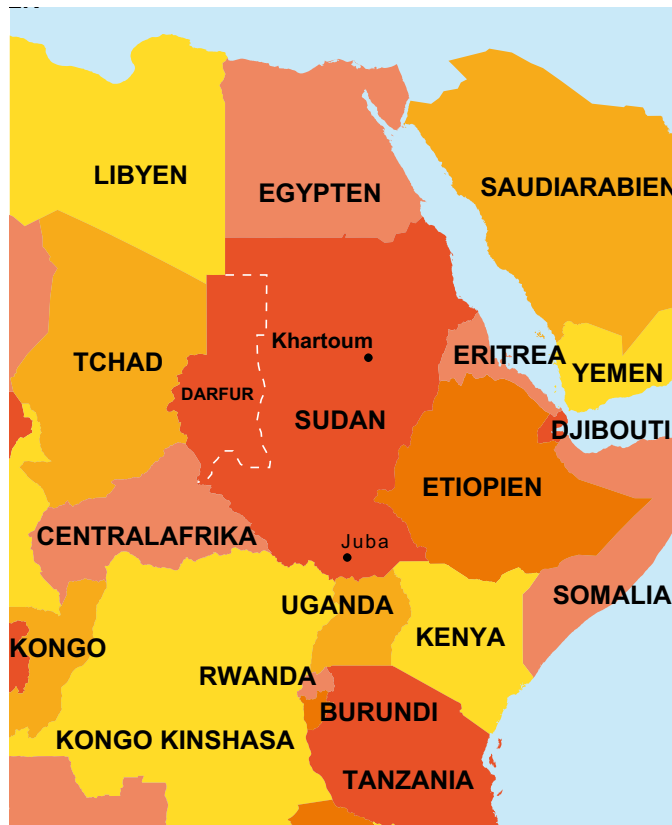 LIBYEN
EGYPTEN
SAUDIARABIEN
Khartoum
TCHAD
ERITREA
YEMEN
DARFUR
SUDAN
DJIBOUTI
ETIOPIEN
CENTRALAFRIKA
Juba
SOMALIA
UGANDA
KENYA
KONGO
RWANDA
BURUNDI
KONGO KINSHASA
TANZANIA